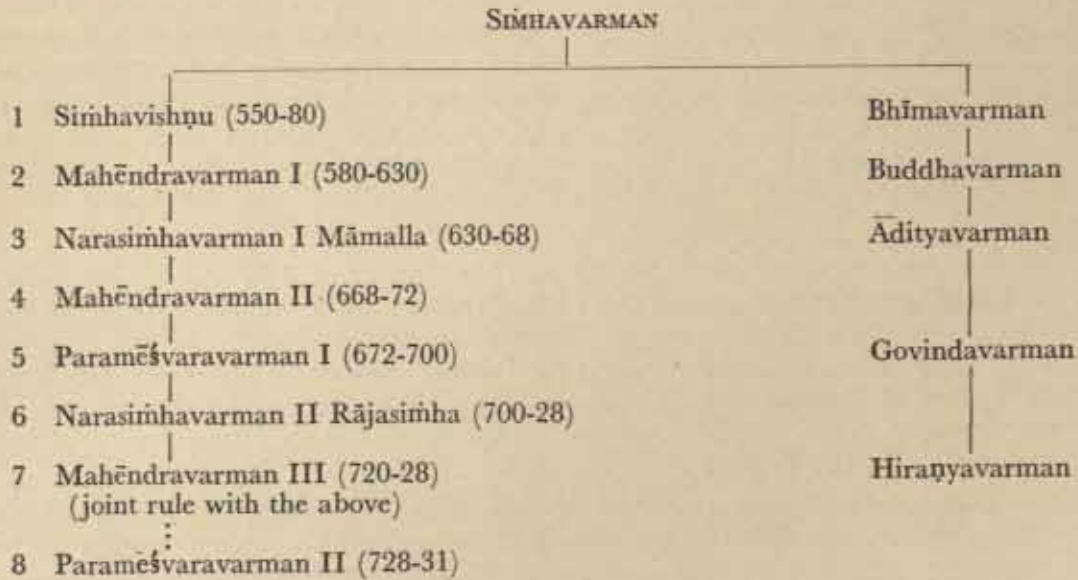 SIṀHAVARMAN
1 Siṁhavishṇu (550-80) Bhīmavarman
2 Mahēndravarman I (580-630) Buddhavarman
3 Narasiṁhavarman I Māmalla (630-68) Ādityavarman
4 Mahēndravarman II (668-72)
5 Paramēśvaravarman I (672-700) Govindavarman
6 Narasiṁhavarman II Rājasiṁha (700-28)
7 Mahēndravarman III (720-28) Hiraṇyavarman
(joint rule with the above)
8 Paramēśvaravarman II (728-31)